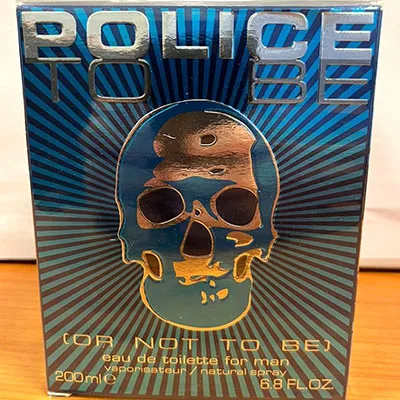 POLICE
TO BE
[OR NOT TO BE]
eau de toilette for man
vaporisateur / natural spray
200ml ℮ 6.8 FL.OZ.